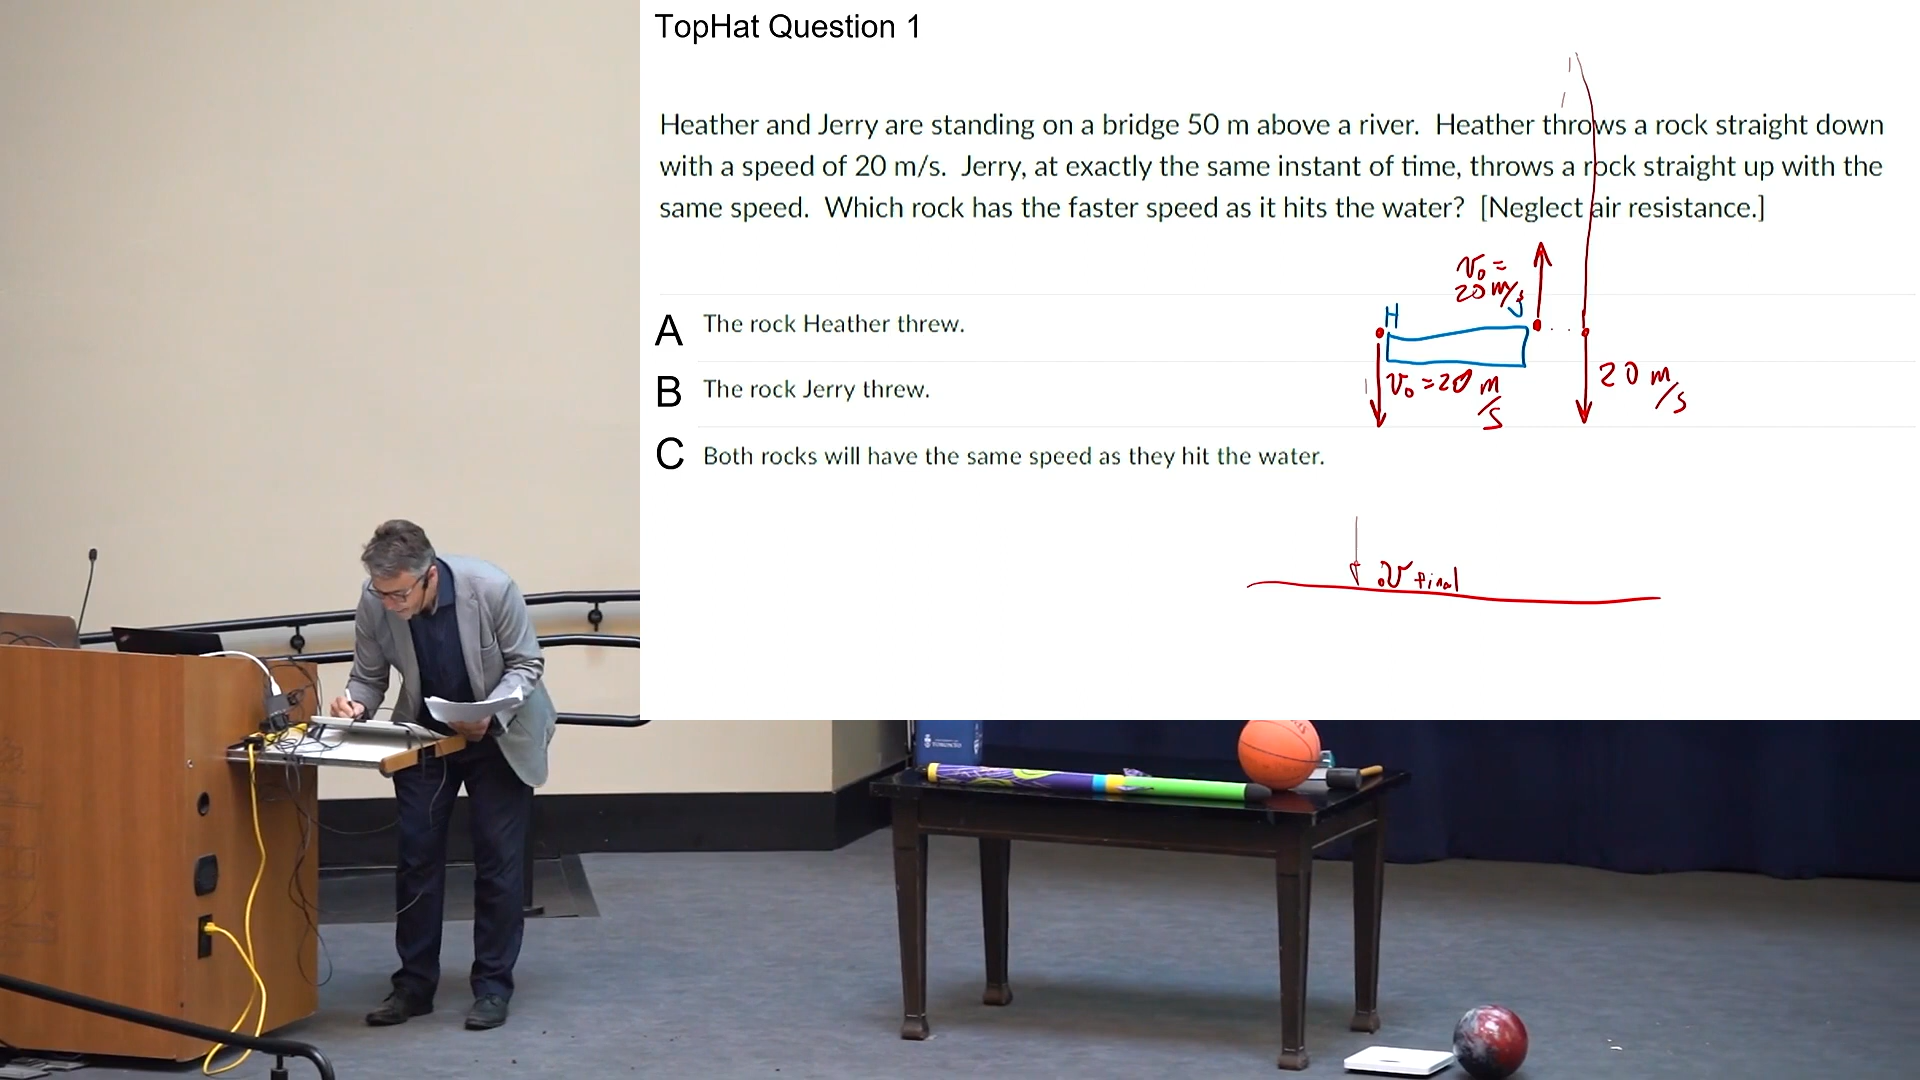 TopHat Question 1
Heather and Jerry are standing on a bridge 50 m above a river. Heather throws a rock straight down
with a speed of 20 m/s. Jerry, at exactly the same instant of time, throws a rock straight up with the
same speed. Which rock has the faster speed as it hits the water? [Neglect air resistance.]
v₀ =
20 m/s
H
J
A The rock Heather threw.
v₀ = 20 m/s
20 m/s
B The rock Jerry threw.
C Both rocks will have the same speed as they hit the water.
v final
TORONTO